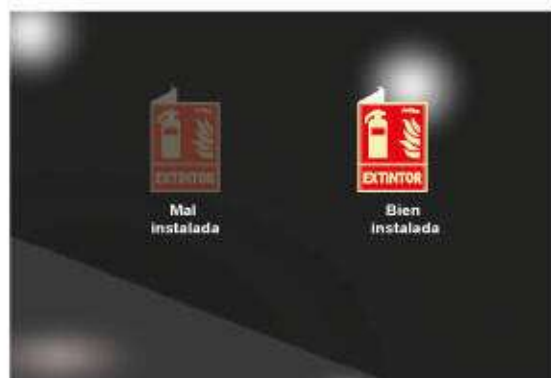 EXTINTOR
EXTINTOR
Mal
instalada
Bien
instalada